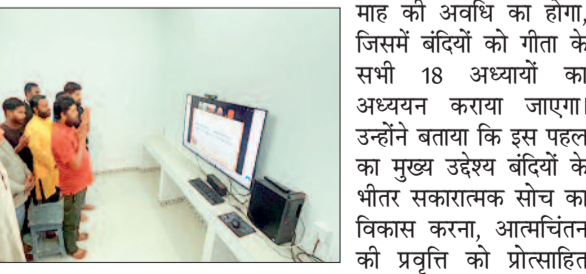 माह की अवधि का होगा,
जिसमें बंदियों को गीता के
सभी 18 अध्यायों का
अध्ययन कराया जाएगा।
उन्होंने बताया कि इस पहल
का मुख्य उद्देश्य बंदियों के
भीतर सकारात्मक सोच का
विकास करना, आत्मचिंतन
की प्रवृत्ति को प्रोत्साहित